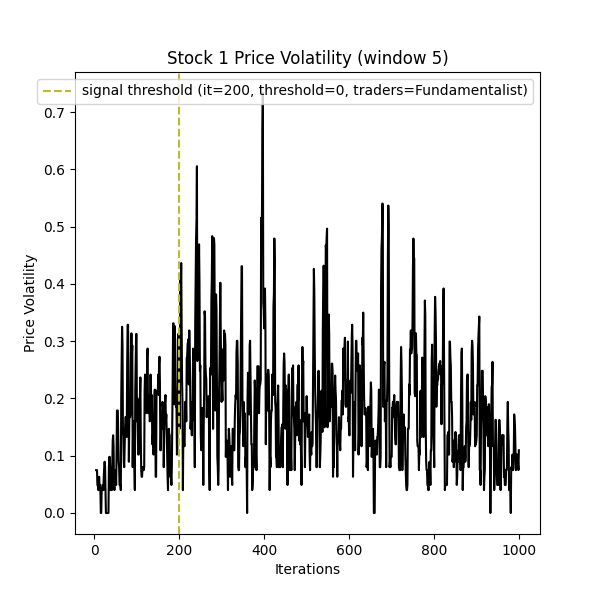 Stock 1 Price Volatility (window 5)
signal threshold (it=200, threshold=0, traders=Fundamentalist)
Price Volatility
0.7
0.6
0.5
0.4
0.3
0.2
0.1
0.0
0 200 400 600 800 1000
Iterations